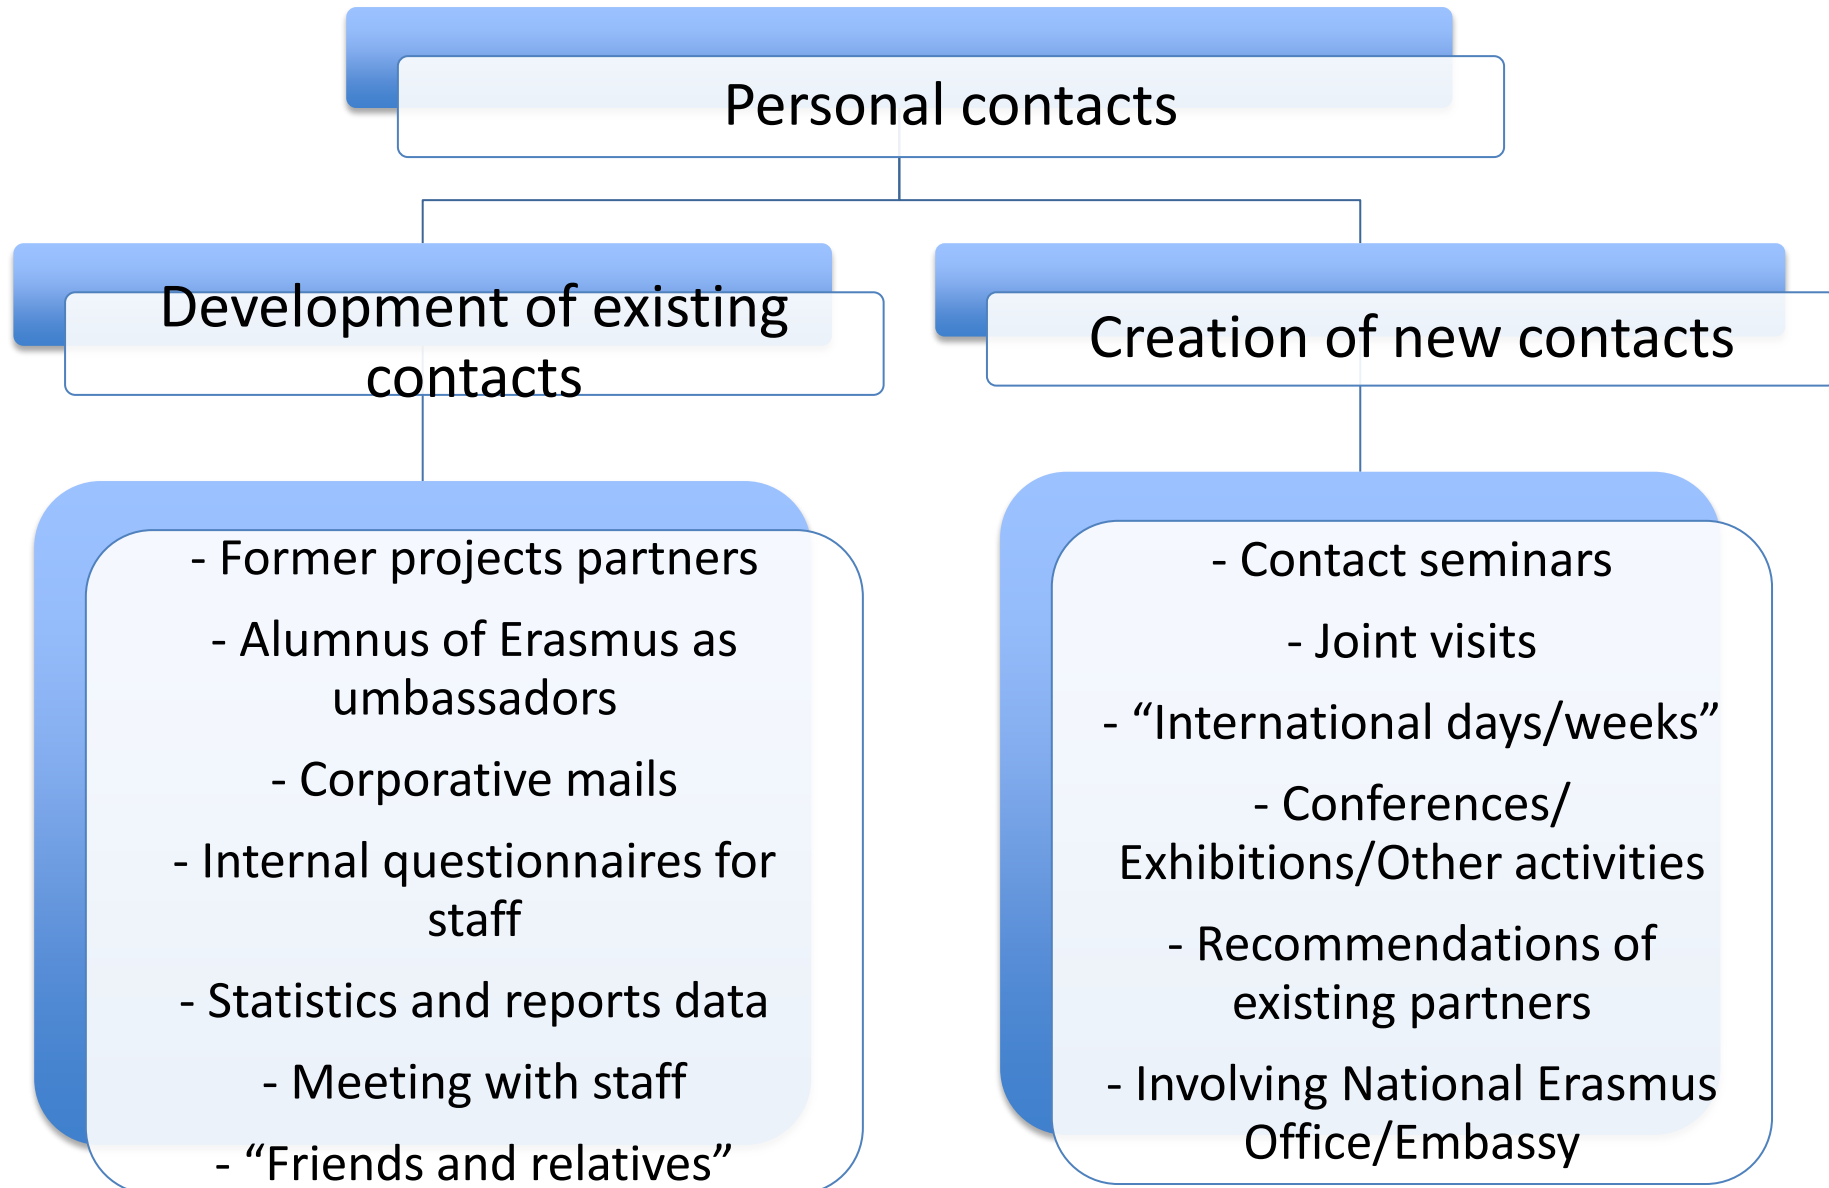 Personal contacts
Development of existing
contacts
- Former projects partners
- Alumnus of Erasmus as
umbassadors
- Corporative mails
- Internal questionnaires for
staff
- Statistics and reports data
- Meeting with staff
- “Friends and relatives”
Creation of new contacts
- Contact seminars
- Joint visits
- “International days/weeks”
- Conferences/
Exhibitions/Other activities
- Recommendations of
existing partners
- Involving National Erasmus
Office/Embassy